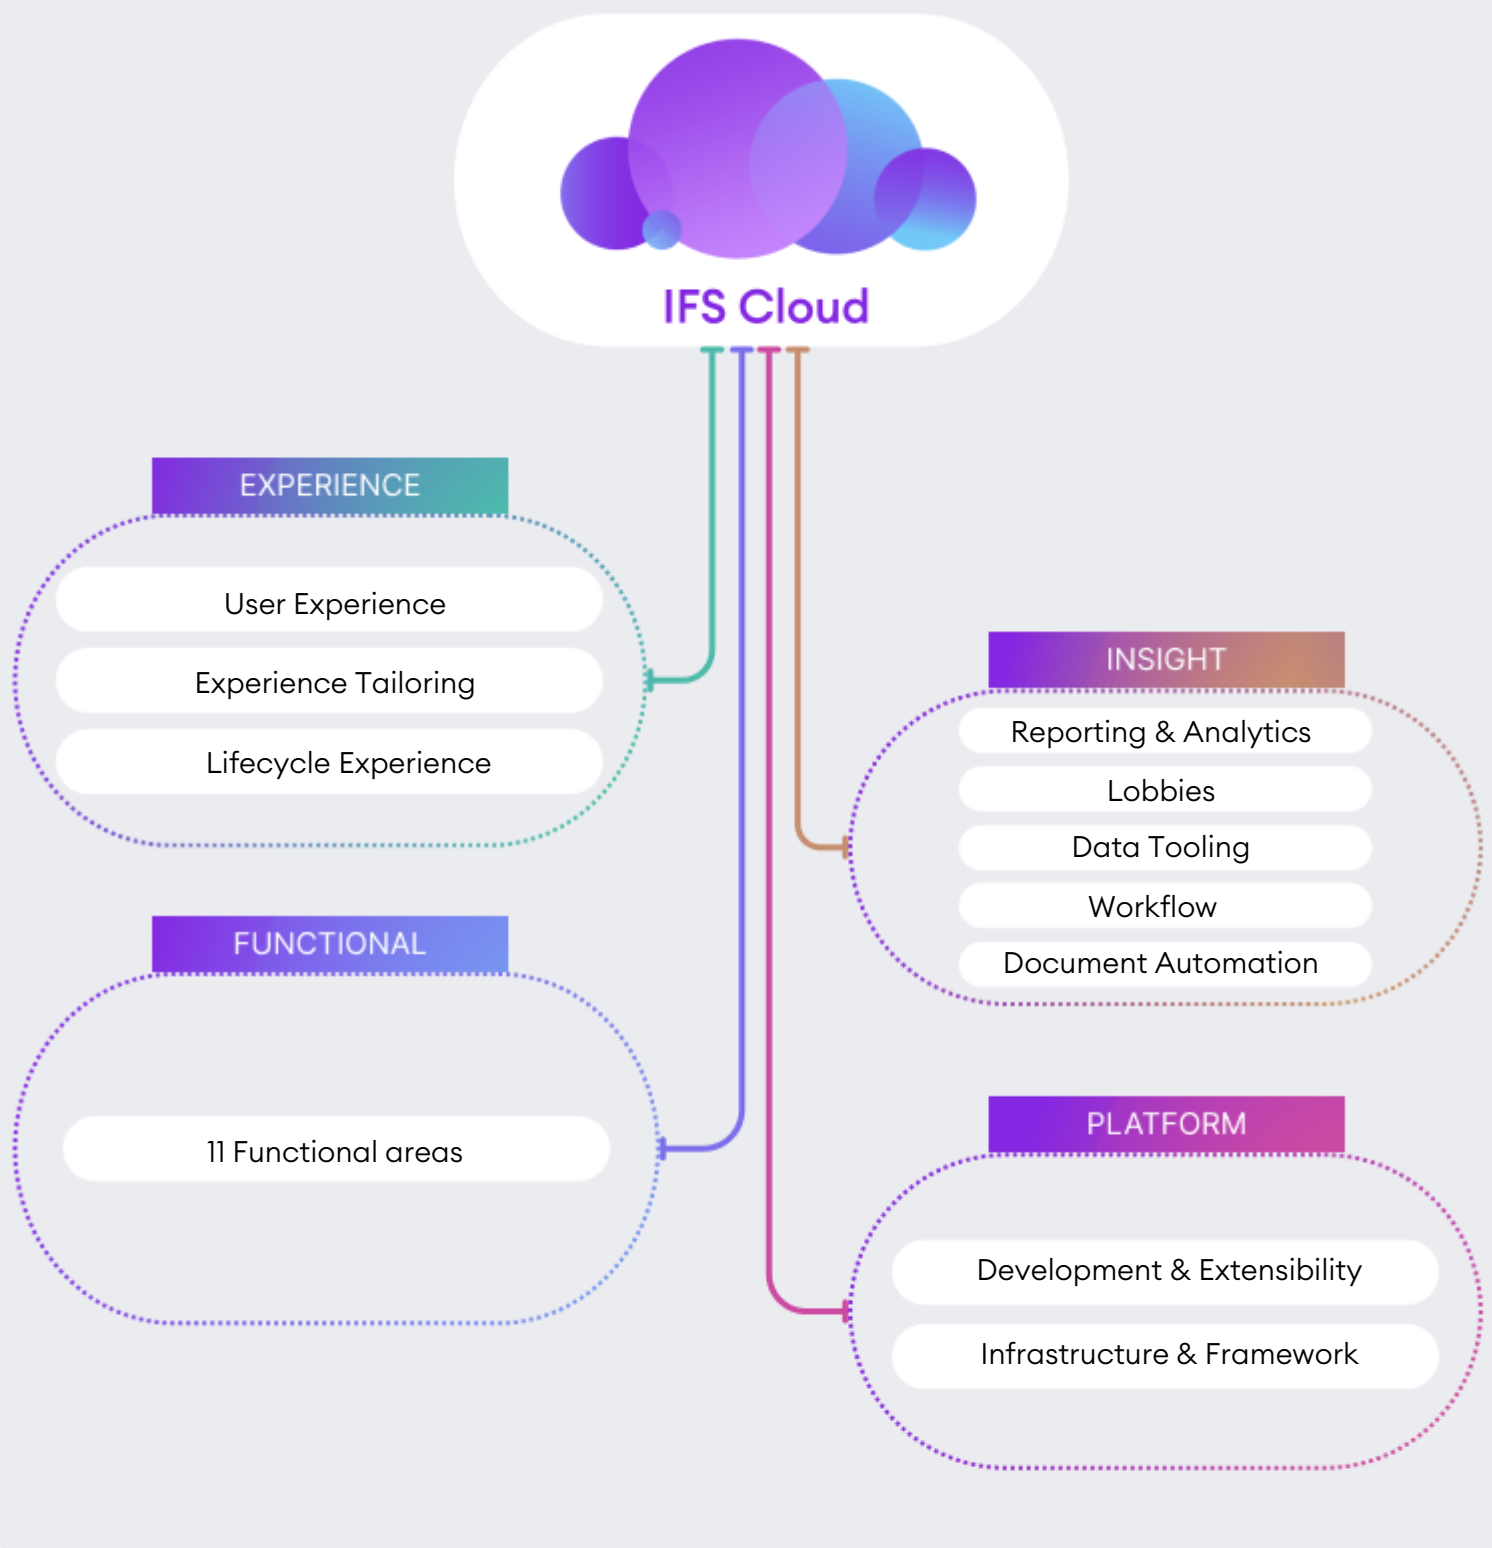 IFS Cloud
EXPERIENCE
User Experience
Experience Tailoring
Lifecycle Experience
FUNCTIONAL
11 Functional areas
INSIGHT
Reporting & Analytics
Lobbies
Data Tooling
Workflow
Document Automation
PLATFORM
Development & Extensibility
Infrastructure & Framework